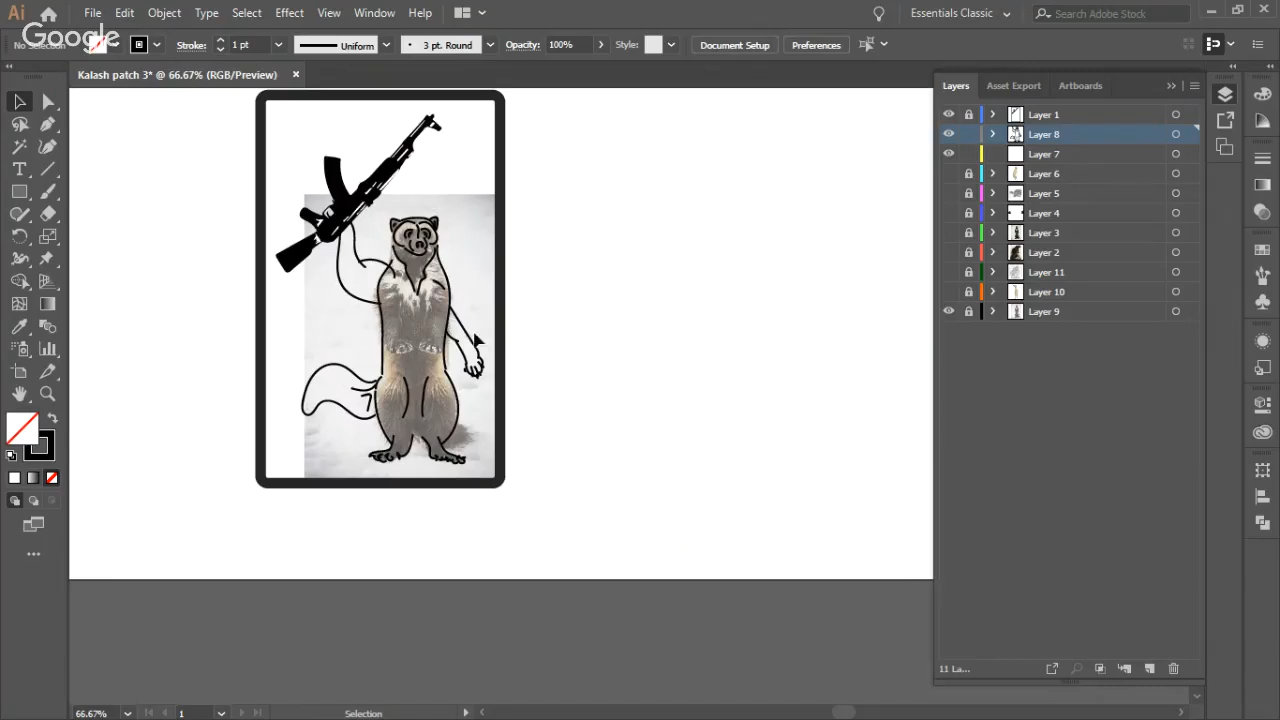 Ai File Edit Object Type Select Effect View Window Help Essentials Classic Search Adobe Stock
Google
No Selection Stroke: 1 pt Uniform 3 pt. Round Opacity: 100% Style: Document Setup Preferences
Kalash patch 3* @ 66.67% (RGB/Preview)
Layers Asset Export Artboards
Layer 1
Layer 8
Layer 7
Layer 6
Layer 5
Layer 4
Layer 3
Layer 2
Layer 11
Layer 10
Layer 9
11 La...
66.67% 1 Selection